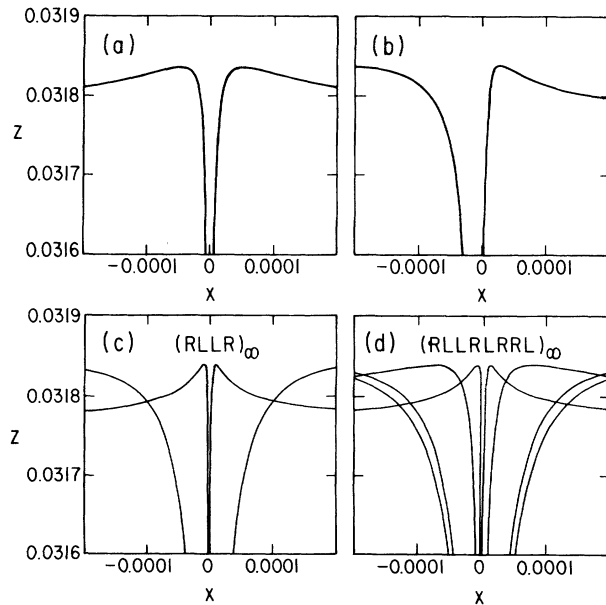 0.0319
(a)
(b)
0.0318
Z
0.0317
0.0316
-0.0001 0 0.0001
-0.0001 0 0.0001
X
X
0.0319
(c) (RLLR)∞
(d) (RLLRLRRL)∞
0.0318
Z
0.0317
0.0316
-0.0001 0 0.0001
-0.0001 0 0.0001
X
X